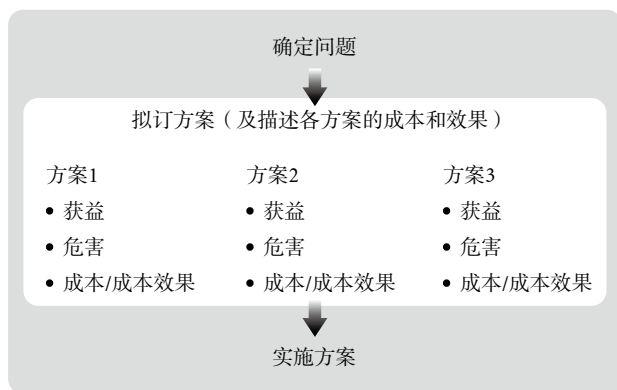 确定问题
拟订方案（及描述各方案的成本和效果）
方案1 方案2 方案3
• 获益 • 获益 • 获益
• 危害 • 危害 • 危害
• 成本/成本效果 • 成本/成本效果 • 成本/成本效果
实施方案